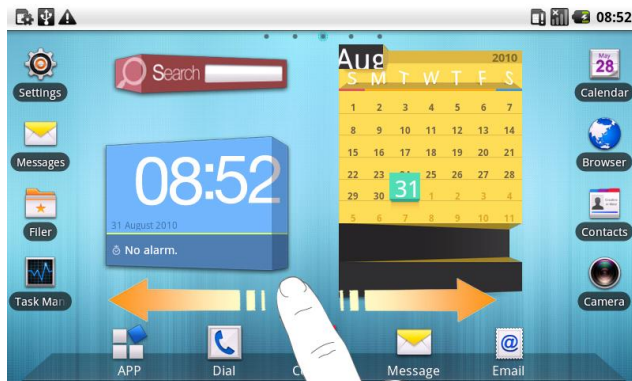 08:52
Aug 2010
S M T W T F S
1 2 3 4 5 6 7
8 9 10 11 12 13 14
15 16 17 18 19 20 21
22 23 25 26 27 28
29 30 31 1 2 3 4
5 6 7 8 9 10 11
Search
08:52
31 August 2010
No alarm.
Settings
Messages
Filer
Task Man
May
28
Calendar
Browser
Contacts
Camera
APP
Dial
Message
@
Email